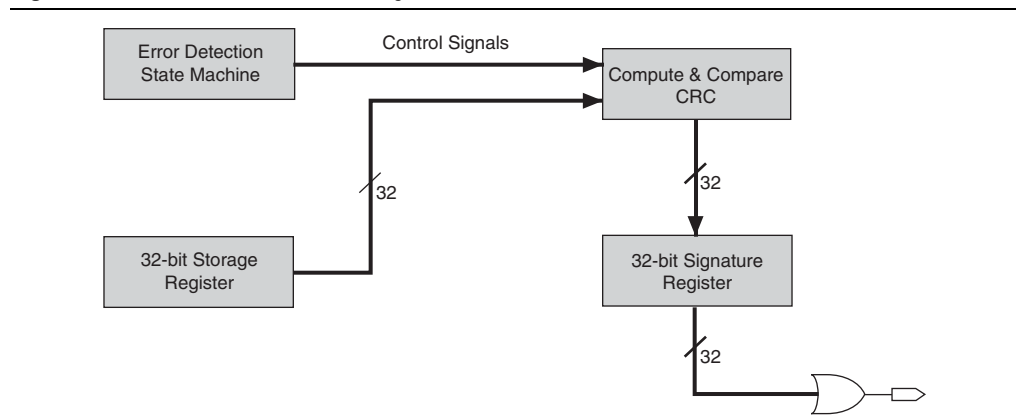 Error Detection
State Machine
Control Signals
Compute & Compare
CRC
32
32
32-bit Storage
Register
32-bit Signature
Register
32